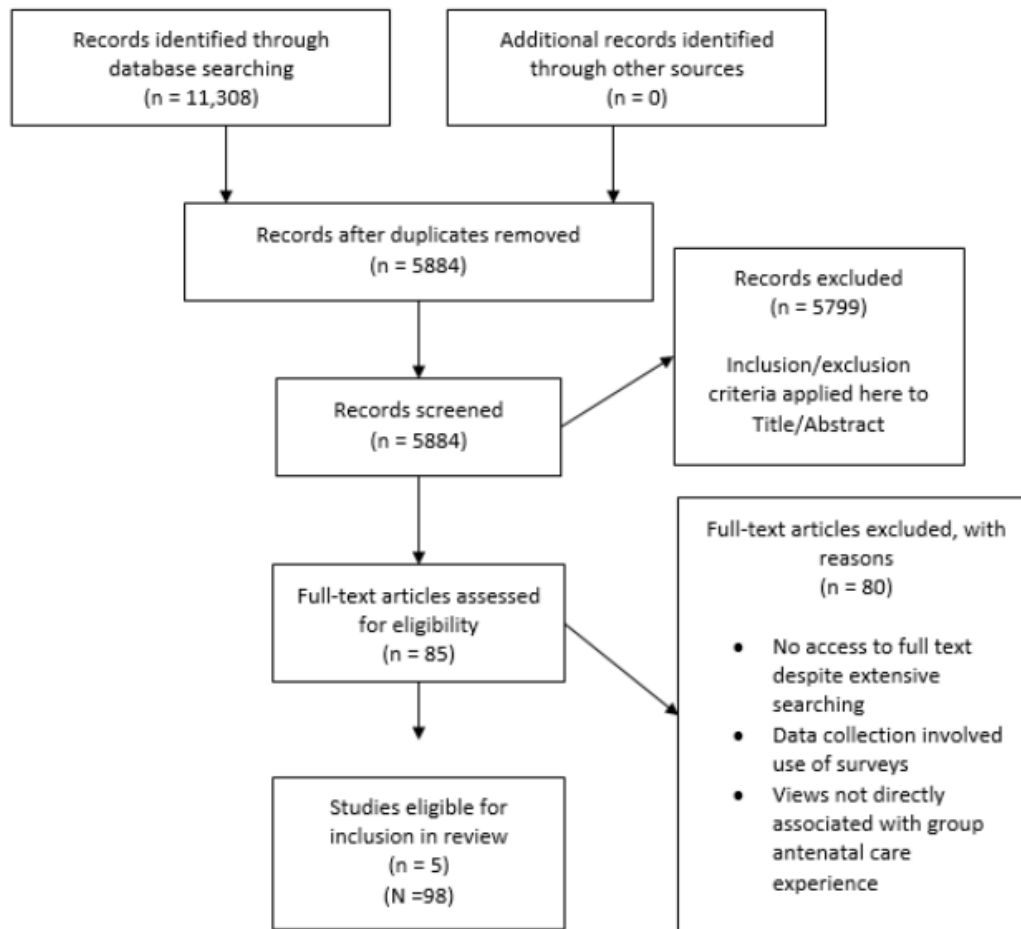 Records identified through
database searching
(n = 11,308)
Additional records identified
through other sources
(n = 0)
Records after duplicates removed
(n = 5884)
Records excluded
(n = 5799)
Inclusion/exclusion
criteria applied here to
Title/Abstract
Records screened
(n = 5884)
Full-text articles assessed
for eligibility
(n = 85)
Full-text articles excluded, with
reasons
(n = 80)
● No access to full text
despite extensive
searching
● Data collection involved
use of surveys
● Views not directly
associated with group
antenatal care
experience
Studies eligible for
inclusion in review
(n = 5)
(N =98)